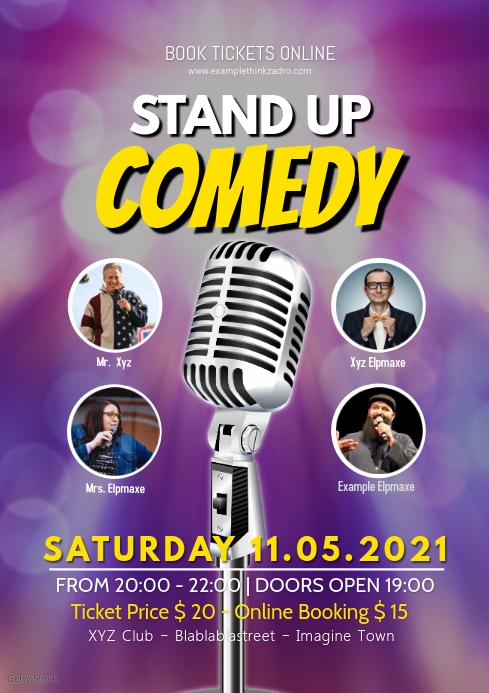 BOOK TICKETS ONLINE
www.examplethinkzadro.com
STAND UP
COMEDY
Mr. Xyz
Xyz Elpmaxe
Mrs. Elpmaxe
Example Elpmaxe
SATURDAY 11.05.2021
FROM 20:00 - 22:00 | DOORS OPEN 19:00
Ticket Price $ 20 - Online Booking $ 15
XYZ Club - Blablablastreet - Imagine Town
Getty Stock